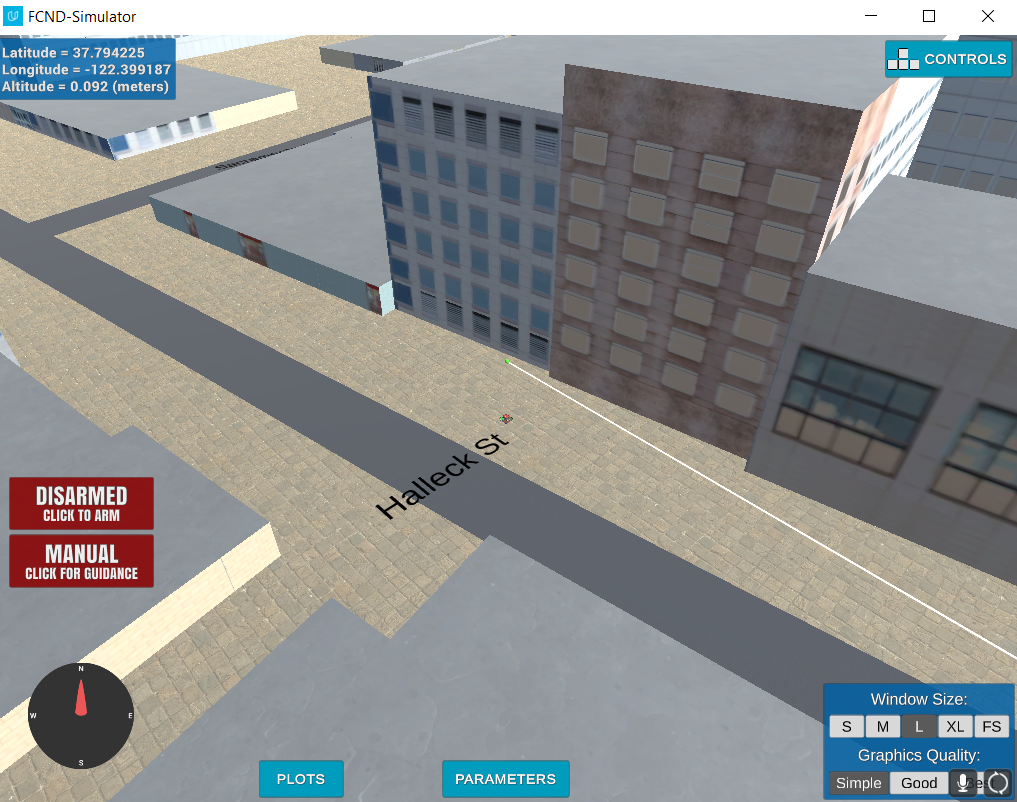 FCND-Simulator
Latitude = 37.794225
Longitude = -122.399187
Altitude = 0.092 (meters)
CONTROLS
Halleck St
DISARMED
CLICK TO ARM
MANUAL
CLICK FOR GUIDANCE
N
W
E
S
PLOTS
PARAMETERS
Window Size:
S M L XL FS
Graphics Quality:
Simple Good